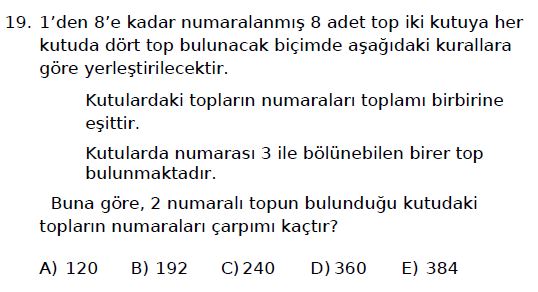 19. 1’den 8’e kadar numaralanmış 8 adet top iki kutuya her
kutuda dört top bulunacak biçimde aşağıdaki kurallara
göre yerleştirilecektir.
Kutulardaki topların numaraları toplamı birbirine
eşittir.
Kutularda numarası 3 ile bölünebilen birer top
bulunmaktadır.
Buna göre, 2 numaralı topun bulunduğu kutudaki
topların numaraları çarpımı kaçtır?
A) 120 B) 192 C) 240 D) 360 E) 384